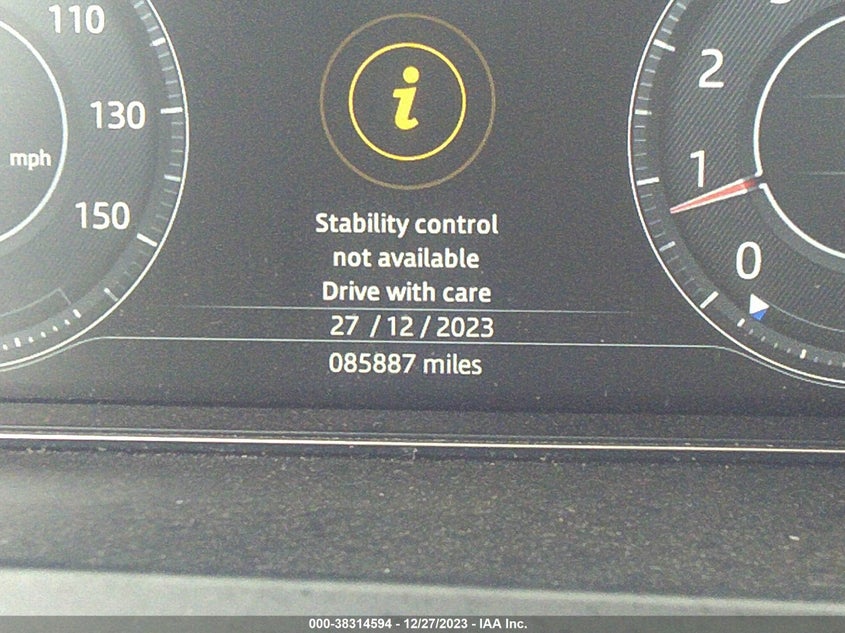 110
130
mph
150
i
Stability control
not available
Drive with care
27 / 12 / 2023
085887 miles
2
1
0
000-38314594 - 12/27/2023 - IAA Inc.